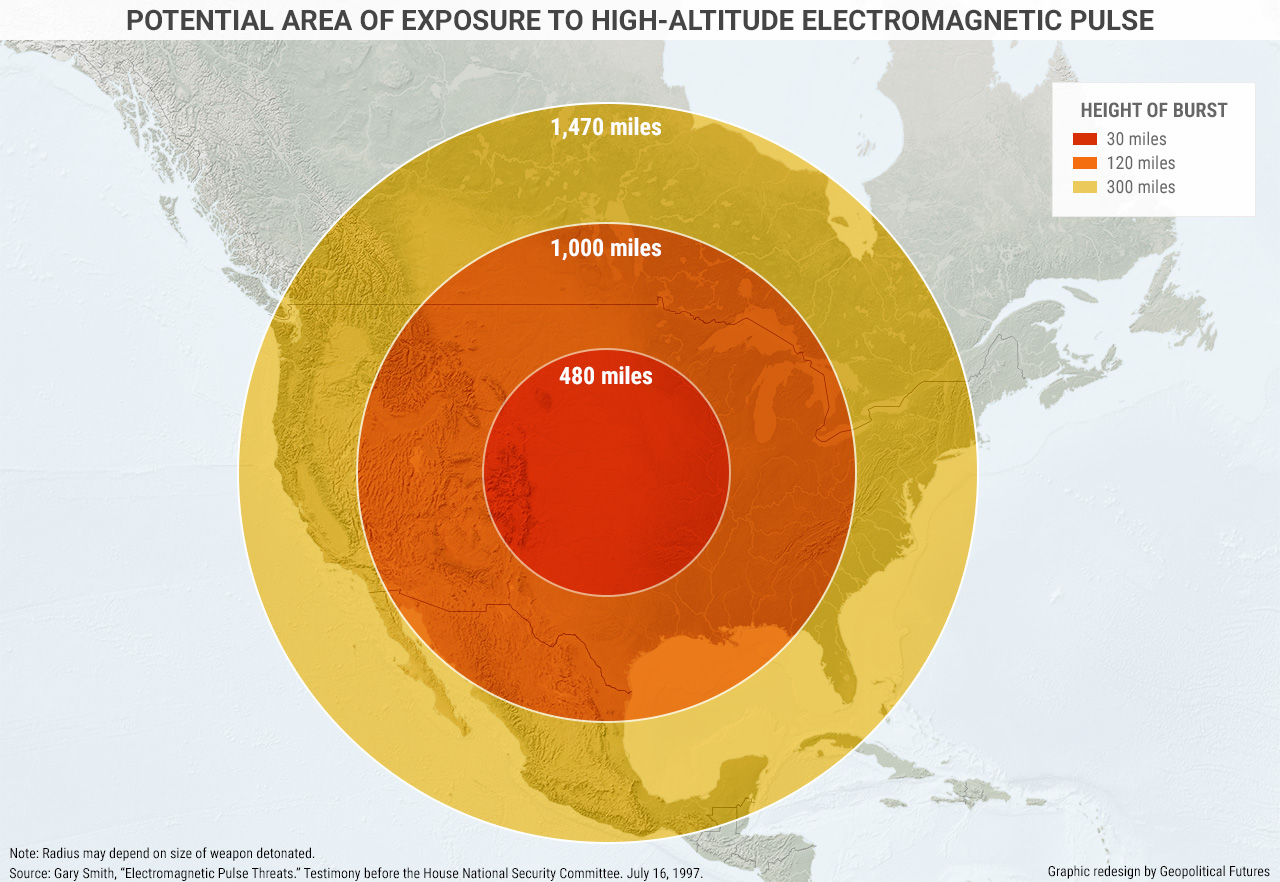 POTENTIAL AREA OF EXPOSURE TO HIGH-ALTITUDE ELECTROMAGNETIC PULSE
HEIGHT OF BURST
30 miles
120 miles
300 miles
1,470 miles
1,000 miles
480 miles
Note: Radius may depend on size of weapon detonated.
Source: Gary Smith, “Electromagnetic Pulse Threats.” Testimony before the House National Security Committee. July 16, 1997.
Graphic redesign by Geopolitical Futures